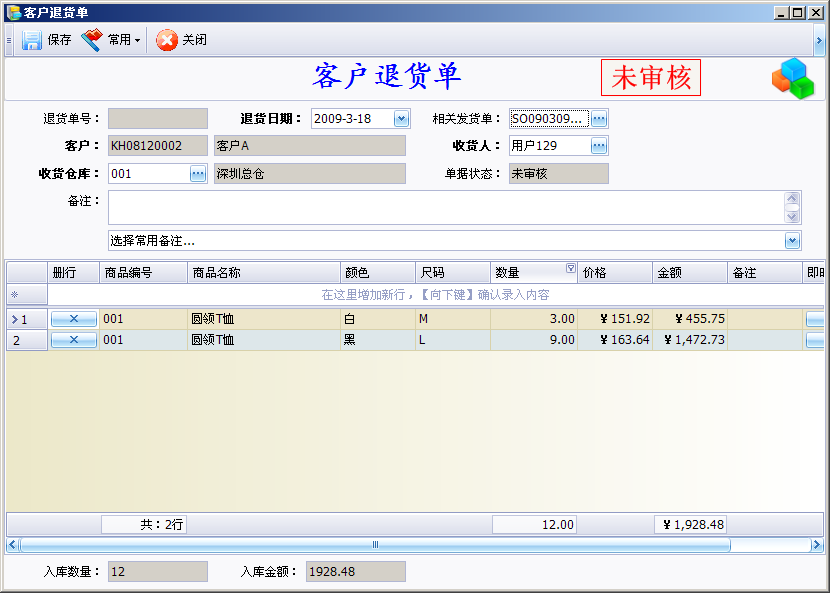 客户退货单
保存 常用 关闭
客户退货单 未审核
退货单号： 退货日期： 2009-3-18 相关发货单： SO090309...
客户： KH08120002 客户A 收货人： 用户129
收货仓库： 001 深圳总仓 单据状态： 未审核
备注：
选择常用备注...
删行 商品编号 商品名称 颜色 尺码 数量 价格 金额 备注
在这里增加新行，【向下键】确认录入内容
1 001 圆领T恤 白 M 3.00 ¥ 151.92 ¥ 455.75
2 001 圆领T恤 黑 L 9.00 ¥ 163.64 ¥ 1,472.73
共：2行 12.00 ¥ 1,928.48
入库数量： 12 入库金额： 1928.48